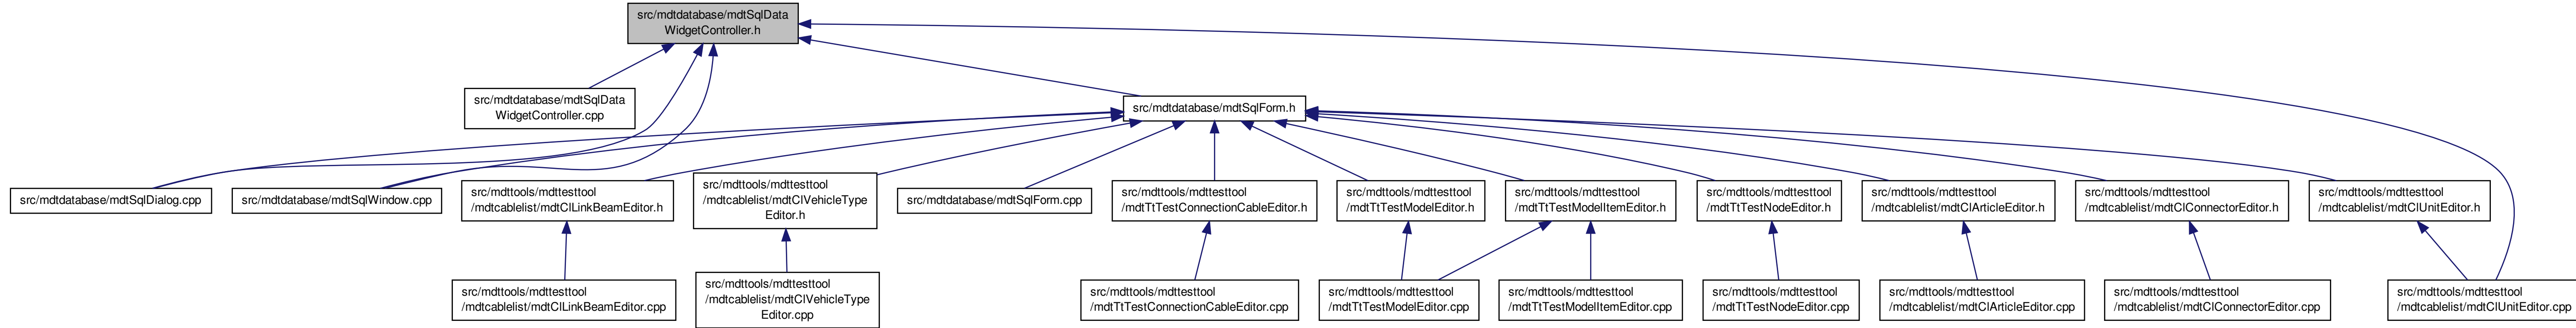 src/mdtdatabase/mdtSqlData
WidgetController.h
src/mdtdatabase/mdtSqlData
WidgetController.cpp
src/mdtdatabase/mdtSqlForm.h
src/mdtdatabase/mdtSqlDialog.cpp
src/mdtdatabase/mdtSqlWindow.cpp
src/mdttools/mdttesttool
/mdtcablelist/mdtClLinkBeamEditor.h
src/mdttools/mdttesttool
/mdtcablelist/mdtClVehicleType
Editor.h
src/mdtdatabase/mdtSqlForm.cpp
src/mdttools/mdttesttool
/mdtTtTestConnectionCableEditor.h
src/mdttools/mdttesttool
/mdtTtTestModelEditor.h
src/mdttools/mdttesttool
/mdtTtTestModelItemEditor.h
src/mdttools/mdttesttool
/mdtTtTestNodeEditor.h
src/mdttools/mdttesttool
/mdtcablelist/mdtClArticleEditor.h
src/mdttools/mdttesttool
/mdtcablelist/mdtClConnectorEditor.h
src/mdttools/mdttesttool
/mdtcablelist/mdtClUnitEditor.h
src/mdttools/mdttesttool
/mdtcablelist/mdtClLinkBeamEditor.cpp
src/mdttools/mdttesttool
/mdtcablelist/mdtClVehicleType
Editor.cpp
src/mdttools/mdttesttool
/mdtTtTestConnectionCableEditor.cpp
src/mdttools/mdttesttool
/mdtTtTestModelEditor.cpp
src/mdttools/mdttesttool
/mdtTtTestModelItemEditor.cpp
src/mdttools/mdttesttool
/mdtTtTestNodeEditor.cpp
src/mdttools/mdttesttool
/mdtcablelist/mdtClArticleEditor.cpp
src/mdttools/mdttesttool
/mdtcablelist/mdtClConnectorEditor.cpp
src/mdttools/mdttesttool
/mdtcablelist/mdtClUnitEditor.cpp